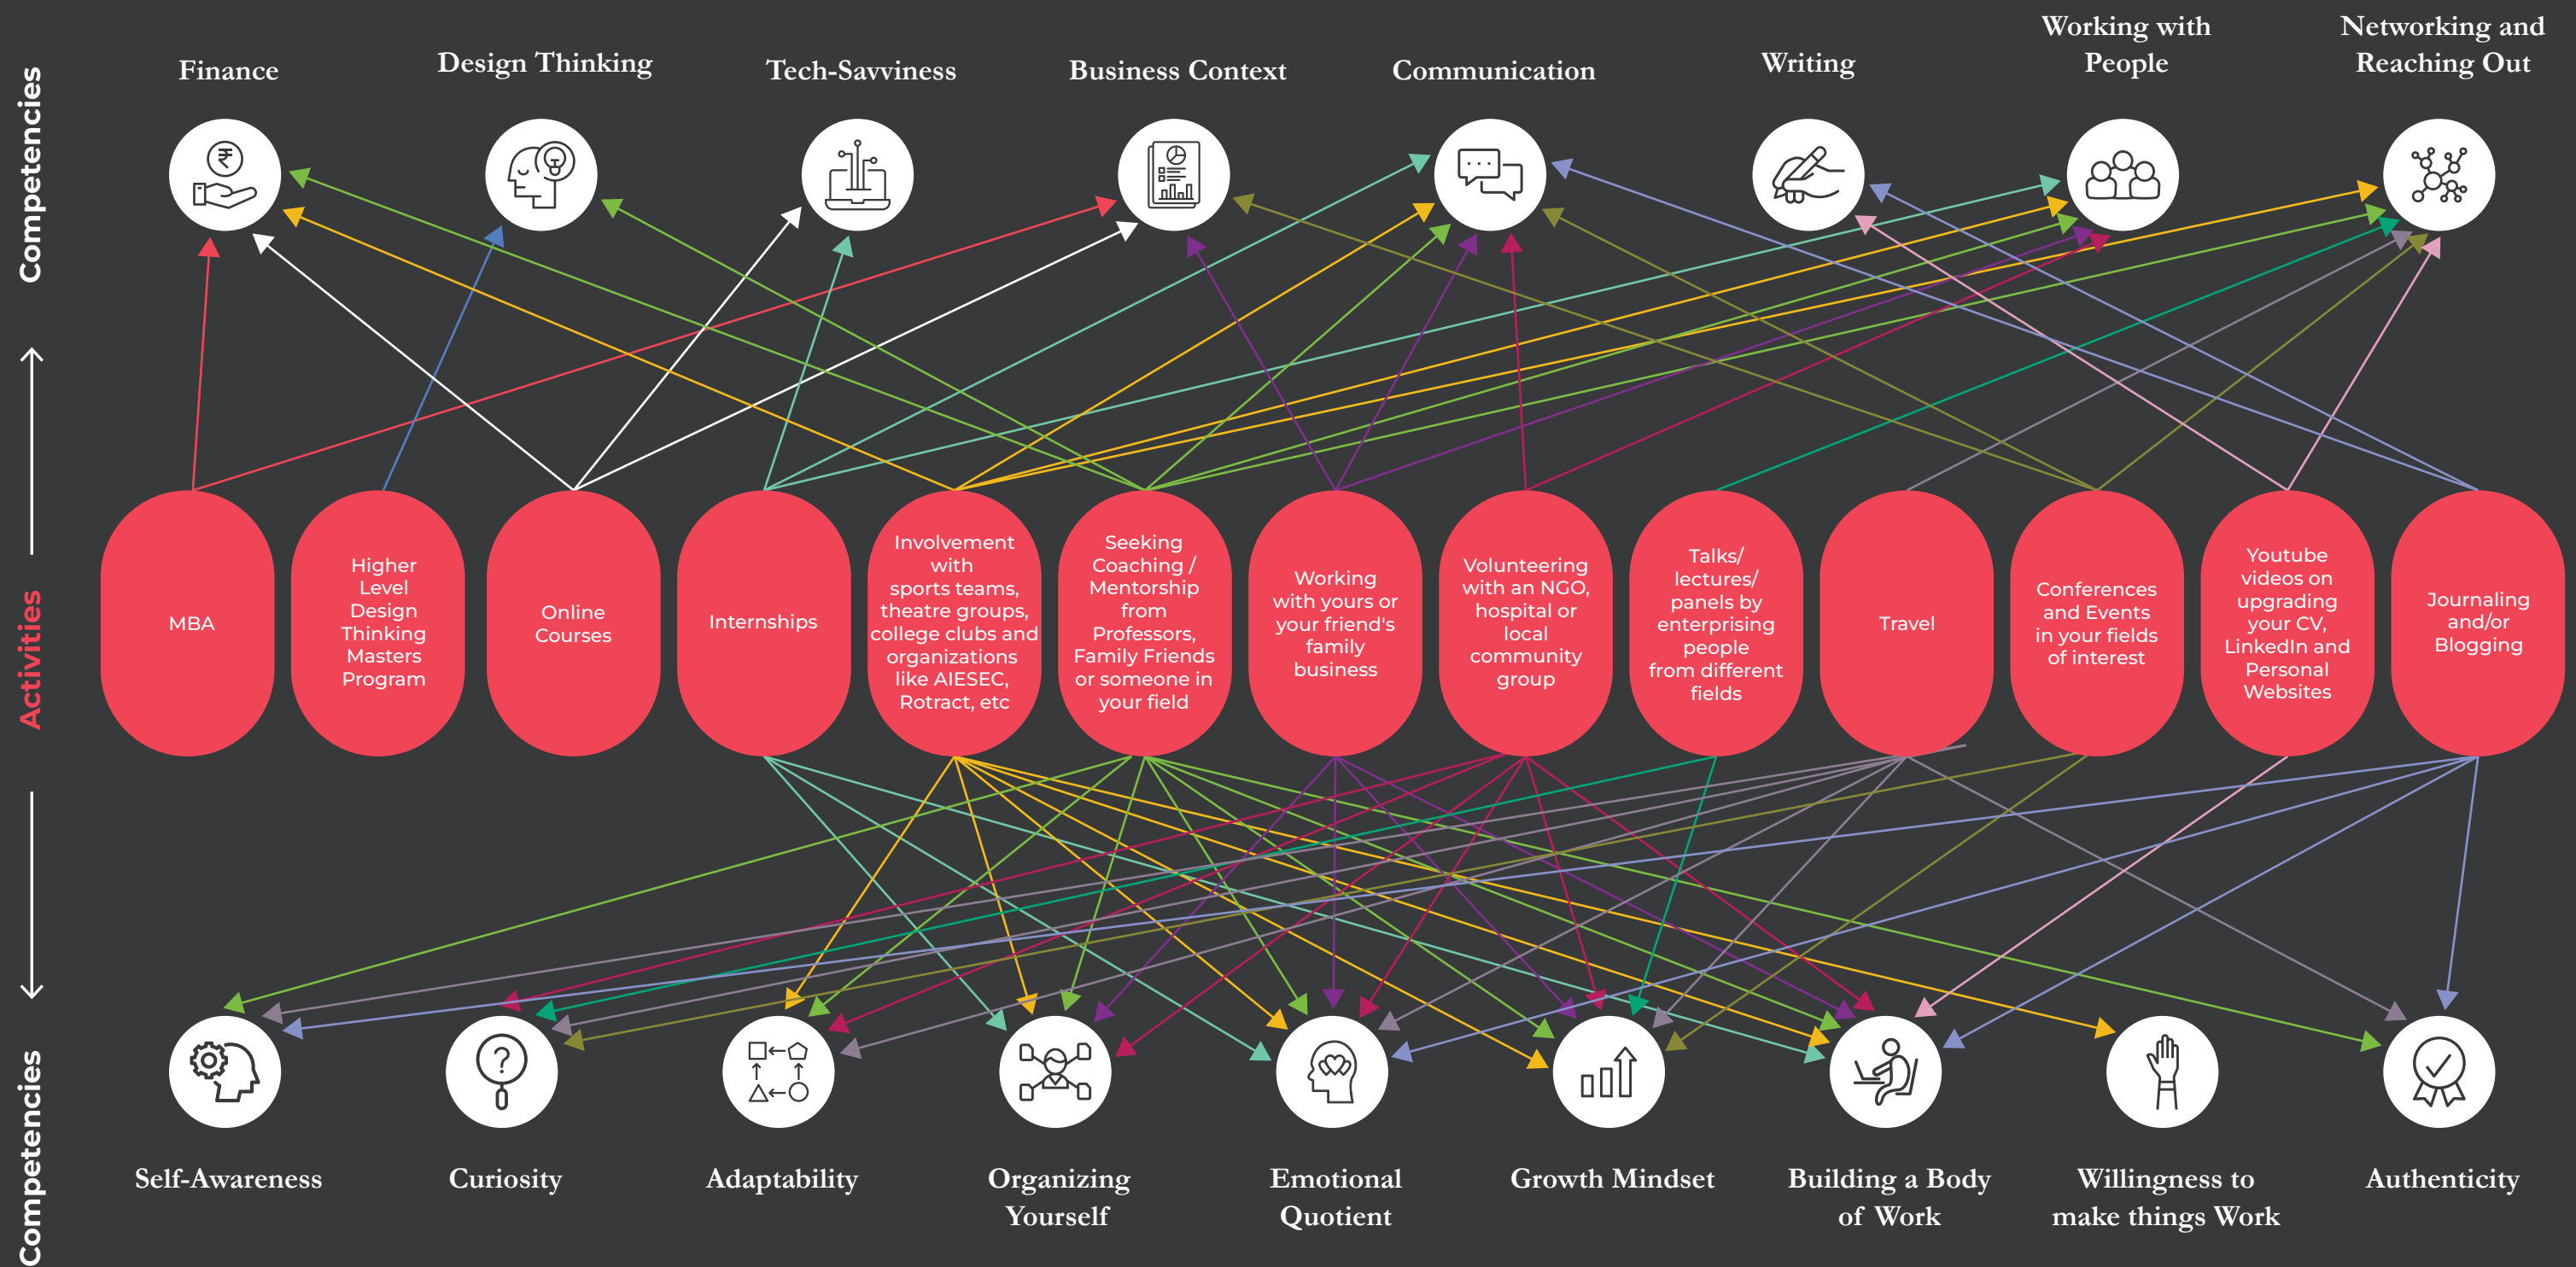 Competencies
Finance
Design Thinking
Tech-Savviness
Business Context
Communication
Writing
Working with
People
Networking and
Reaching Out
₹
Activities
MBA
Higher
Level
Design
Thinking
Masters
Program
Online
Courses
Internships
Involvement
with
sports teams,
theatre groups,
college clubs and
organizations
like AIESEC,
Rotract, etc
Seeking
Coaching /
Mentorship
from
Professors,
Family Friends
or someone in
your field
Working
with yours or
your friend's
family
business
Volunteering
with an NGO,
hospital or
local
community
group
Talks/
lectures/
panels by
enterprising
people
from different
fields
Travel
Conferences
and Events
in your fields
of interest
Youtube
videos on
upgrading
your CV,
LinkedIn and
Personal
Websites
Journaling
and/or
Blogging
Competencies
?
Self-Awareness
Curiosity
Adaptability
Organizing
Yourself
Emotional
Quotient
Growth Mindset
Building a Body
of Work
Willingness to
make things Work
Authenticity